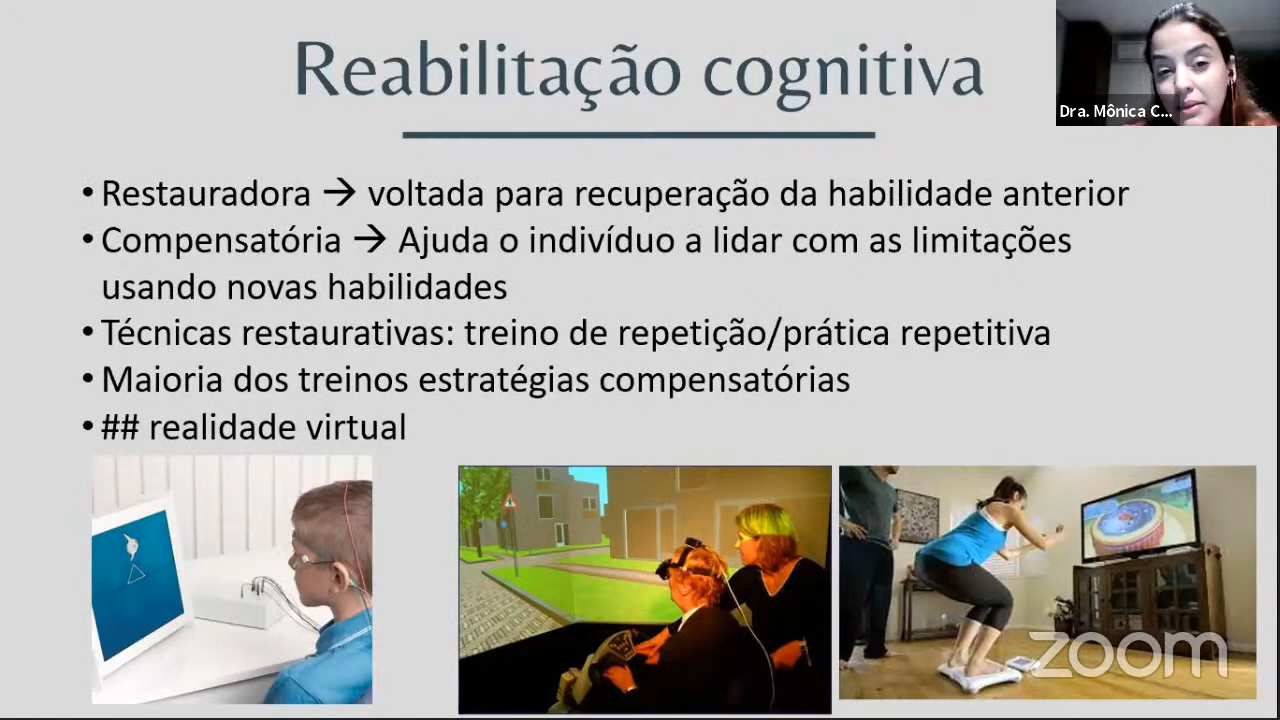 Reabilitação cognitiva
Dra. Mônica C...
• Restauradora → voltada para recuperação da habilidade anterior
• Compensatória → Ajuda o indivíduo a lidar com as limitações
usando novas habilidades
• Técnicas restaurativas: treino de repetição/prática repetitiva
• Maioria dos treinos estratégias compensatórias
• ## realidade virtual
zoom